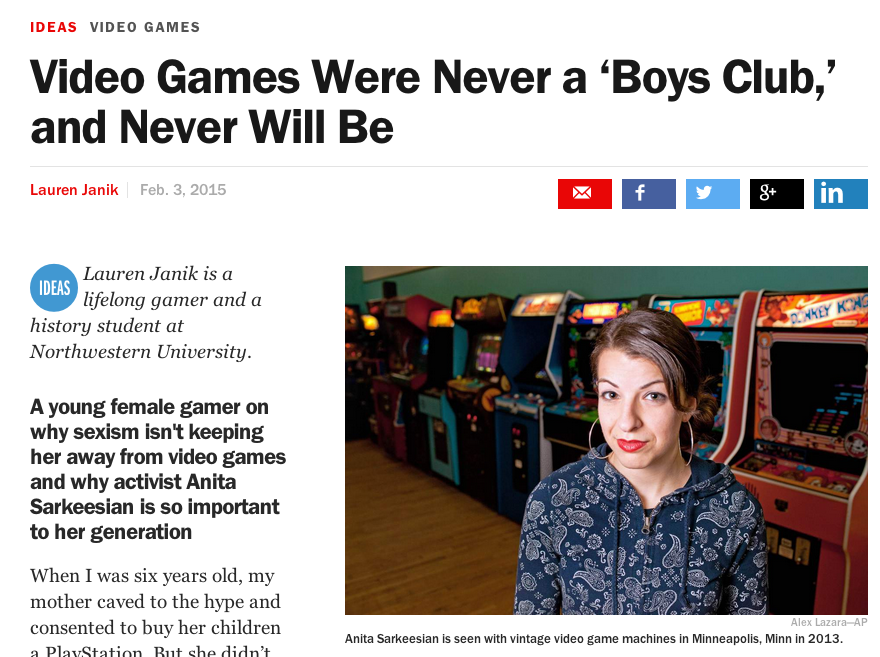 IDEAS VIDEO GAMES
Video Games Were Never a ‘Boys Club,’
and Never Will Be
Lauren Janik Feb. 3, 2015
f g+ in
IDEAS Lauren Janik is a
lifelong gamer and a
history student at
Northwestern University.
A young female gamer on
why sexism isn't keeping
her away from video games
and why activist Anita
Sarkeesian is so important
to her generation
When I was six years old, my
mother caved to the hype and
consented to buy her children
a PlayStation. But she didn’t
DONKEY KONG
Alex Lazara—AP
Anita Sarkeesian is seen with vintage video game machines in Minneapolis, Minn in 2013.